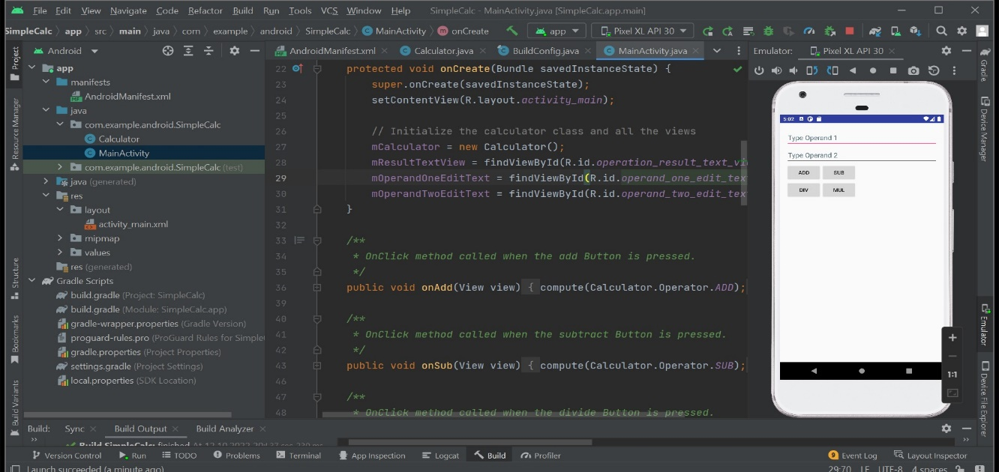 File Edit View Navigate Code Refactor Build Run Tools VCS Window Help SimpleCalc - MainActivity.java [SimpleCalc.app.main]
SimpleCalc app src main java com example android SimpleCalc MainActivity onCreate app Pixel XL API 30
Project
Resource Manager
Structure
Bookmarks
Build Variants
Android
app
manifests
AndroidManifest.xml
java
com.example.android.SimpleCalc
Calculator
MainActivity
com.example.android.SimpleCalc (test)
java (generated)
res
layout
activity_main.xml
mipmap
values
res (generated)
Gradle Scripts
build.gradle (Project: SimpleCalc)
build.gradle (Module: SimpleCalc.app)
gradle-wrapper.properties (Gradle Version)
proguard-rules.pro (ProGuard Rules for Simple
gradle.properties (Project Properties)
settings.gradle (Project Settings)
local.properties (SDK Location)
AndroidManifest.xml Calculator.java BuildConfig.java MainActivity.java
22 protected void onCreate(Bundle savedInstanceState) {
23 super.onCreate(savedInstanceState);
24 setContentView(R.layout.activity_main);
25
26 // Initialize the calculator class and all the views
27 mCalculator = new Calculator();
28 mResultTextView = findViewById(R.id.operation_result_text_vi
29 mOperandOneEditText = findViewById(R.id.operand_one_edit_tex
30 mOperandTwoEditText = findViewById(R.id.operand_two_edit_tex
31 }
32
33 /**
34 * OnClick method called when the add Button is pressed.
35 */
36 public void onAdd(View view) { compute(Calculator.Operator.ADD);
39
40 /**
41 * OnClick method called when the subtract Button is pressed.
42 */
43 public void onSub(View view) { compute(Calculator.Operator.SUB);
46
47 /**
48 * OnClick method called when the divide Button is pressed.
Emulator: Pixel XL API 30
5:02
Type Operand 1
Type Operand 2
ADD SUB
DIV MUL
1:1
Gradle
Device Manager
Emulator
Device File Explorer
Build: Sync Build Output Build Analyzer
Build SimpleCalc: finished
Version Control Run TODO Problems Terminal App Inspection Logcat Build Profiler 9 Event Log Layout Inspector
Launch succeeded (a minute ago) 29:70 LF UTF-8 4 spaces